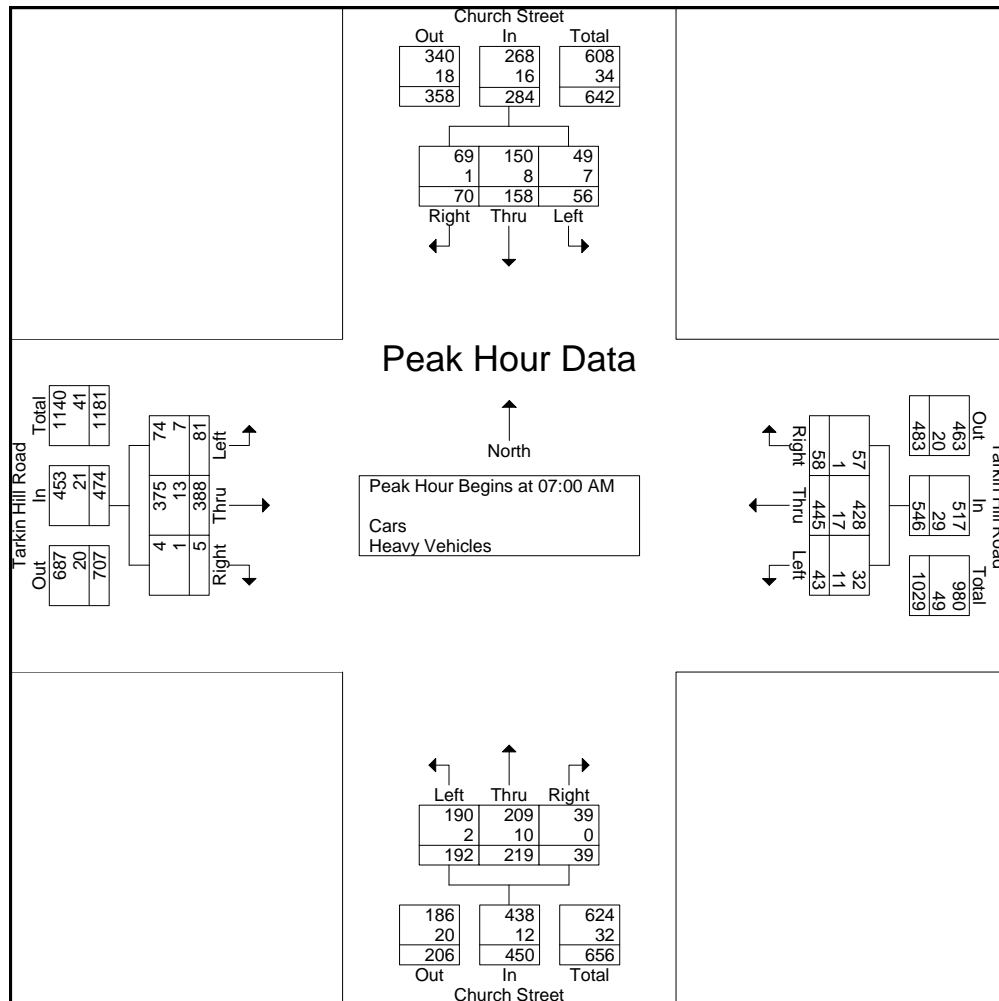 Church Street
Out In Total
340 268 608
18 16 34
358 284 642
69 150 49
1 8 7
70 158 56
Right Thru Left
Peak Hour Data
North
Peak Hour Begins at 07:00 AM
Cars
Heavy Vehicles
Tarkin Hill Road
Out In Total
687 453 1140
20 21 41
707 474 1181
Right Thru Left
4 375 74
1 13 7
5 388 81
Tarkin Hill Road
Out In Total
463 517 980
20 29 49
483 546 1029
Right Thru Left
57 428 32
1 17 11
58 445 43
Left Thru Right
190 209 39
2 10 0
192 219 39
186 438 624
20 12 32
206 450 656
Out In Total
Church Street